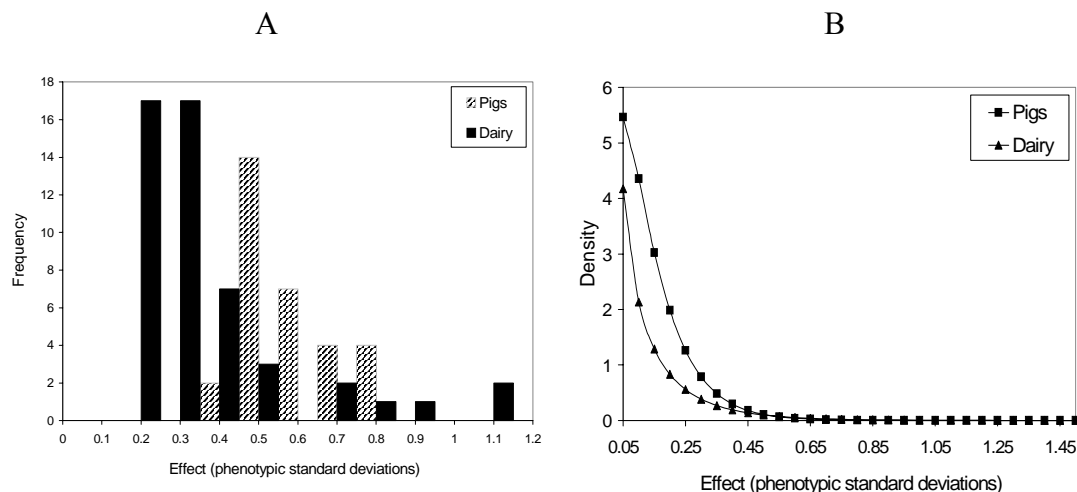 A
B
18
16
14
12
10
8
6
4
2
0
Frequency
Pigs
Dairy
0 0.1 0.2 0.3 0.4 0.5 0.6 0.7 0.8 0.9 1 1.1 1.2
Effect (phenotypic standard deviations)
6
5
4
3
2
1
0
Density
Pigs
Dairy
0.05 0.25 0.45 0.65 0.85 1.05 1.25 1.45
Effect (phenotypic standard deviations)